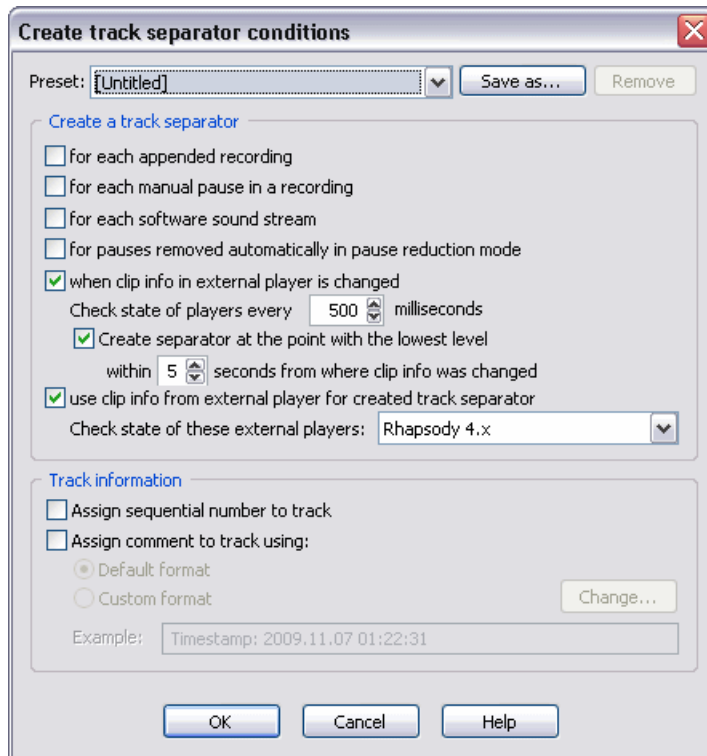 Create track separator conditions
Preset: [Untitled] Save as... Remove
Create a track separator
for each appended recording
for each manual pause in a recording
for each software sound stream
for pauses removed automatically in pause reduction mode
when clip info in external player is changed
Check state of players every 500 milliseconds
Create separator at the point with the lowest level
within 5 seconds from where clip info was changed
use clip info from external player for created track separator
Check state of these external players: Rhapsody 4.x
Track information
Assign sequential number to track
Assign comment to track using:
Default format
Custom format Change...
Example: Timestamp: 2009.11.07 01:22:31
OK Cancel Help